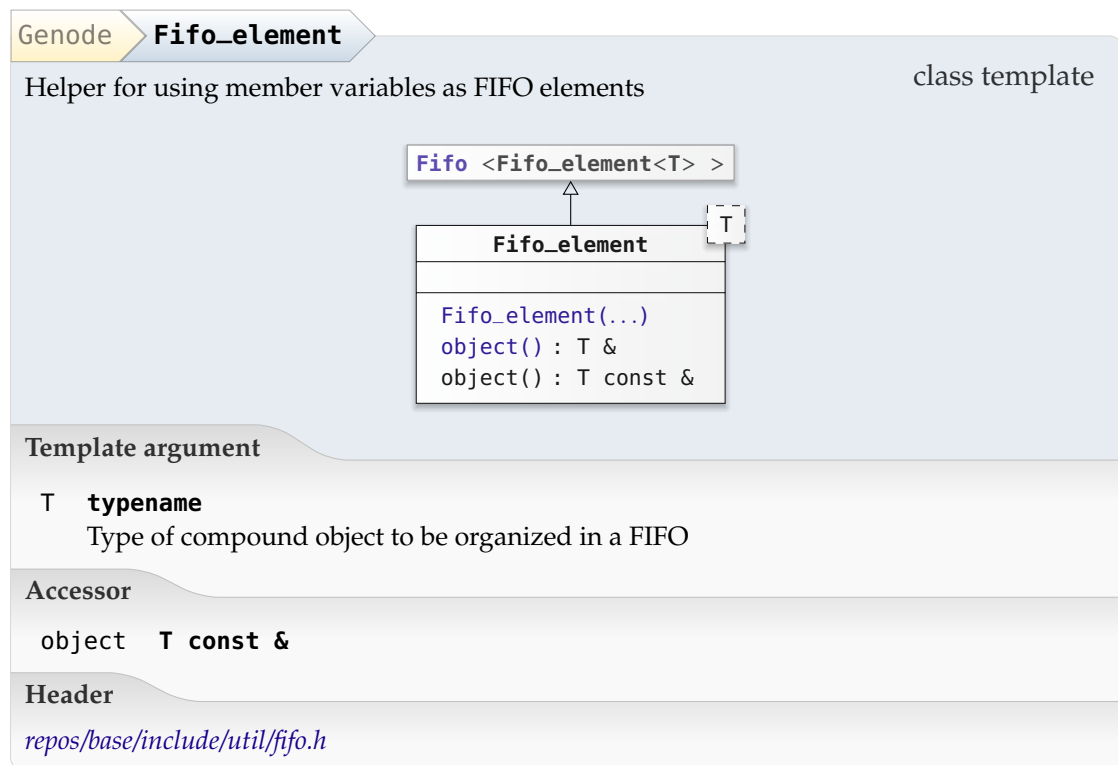 Genode Fifo_element
Helper for using member variables as FIFO elements
class template
Fifo <Fifo_element<T> >
T
Fifo_element
Fifo_element(...)
object() : T &
object() : T const &
Template argument
T typename
Type of compound object to be organized in a FIFO
Accessor
object T const &
Header
repos/base/include/util/fifo.h